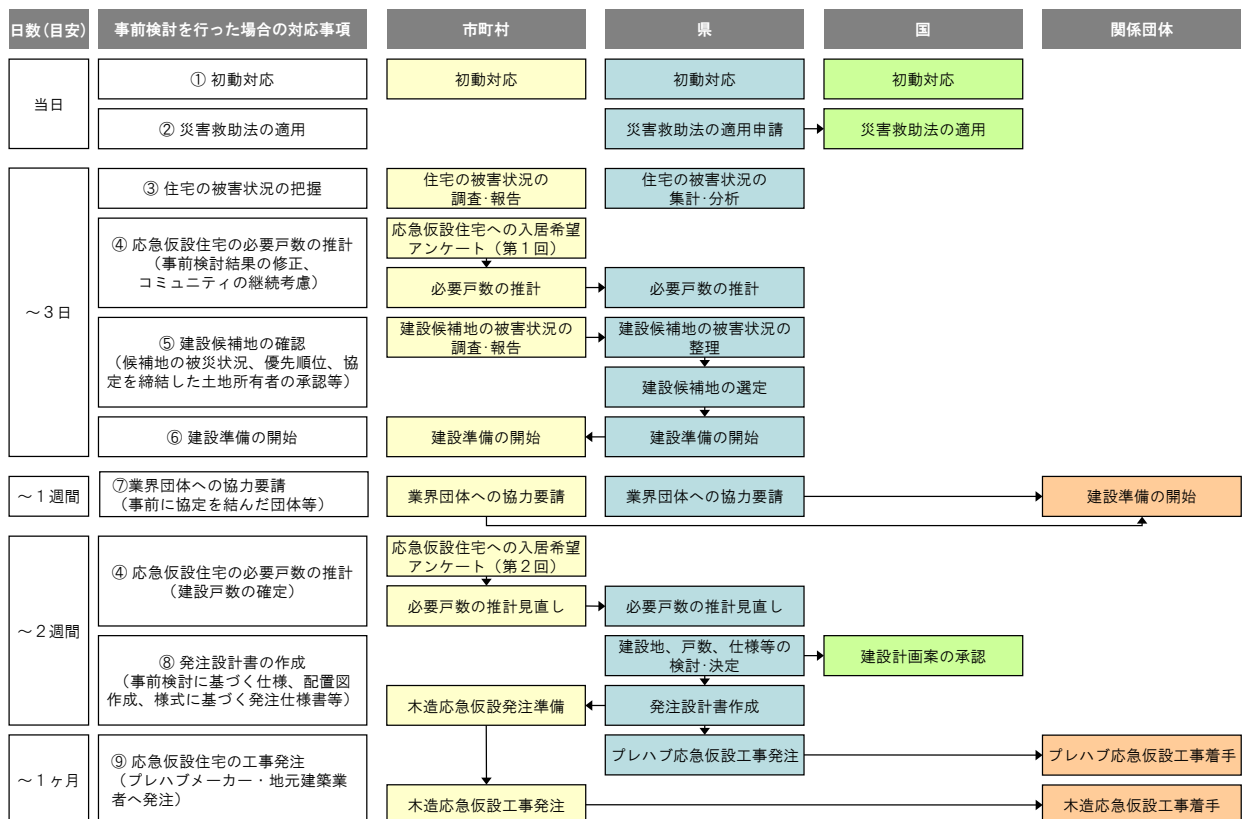 日数(目安)
事前検討を行った場合の対応事項
市町村
県
国
関係団体
当日
① 初動対応
初動対応
初動対応
初動対応
② 災害救助法の適用
災害救助法の適用申請
災害救助法の適用
～３日
③ 住宅の被害状況の把握
住宅の被害状況の
調査･報告
住宅の被害状況の
集計･分析
④ 応急仮設住宅の必要戸数の推計
（事前検討結果の修正、
コミュニティの継続考慮）
応急仮設住宅への入居希望
アンケート（第１回）
必要戸数の推計
必要戸数の推計
⑤ 建設候補地の確認
（候補地の被災状況、優先順位、協
定を締結した土地所有者の承認等）
建設候補地の被害状況の
調査･報告
建設候補地の被害状況の
整理
建設候補地の選定
⑥ 建設準備の開始
建設準備の開始
建設準備の開始
～１週間
⑦業界団体への協力要請
（事前に協定を結んだ団体等）
業界団体への協力要請
業界団体への協力要請
建設準備の開始
～２週間
④ 応急仮設住宅の必要戸数の推計
（建設戸数の確定）
応急仮設住宅への入居希望
アンケート（第２回）
必要戸数の推計見直し
必要戸数の推計見直し
⑧ 発注設計書の作成
（事前検討に基づく仕様、配置図
作成、様式に基づく発注仕様書等）
建設地、戸数、仕様等の
検討･決定
建設計画案の承認
木造応急仮設発注準備
発注設計書作成
～１ヶ月
⑨ 応急仮設住宅の工事発注
（プレハブメーカー・地元建築業
者へ発注）
プレハブ応急仮設工事発注
プレハブ応急仮設工事着手
木造応急仮設工事発注
木造応急仮設工事着手